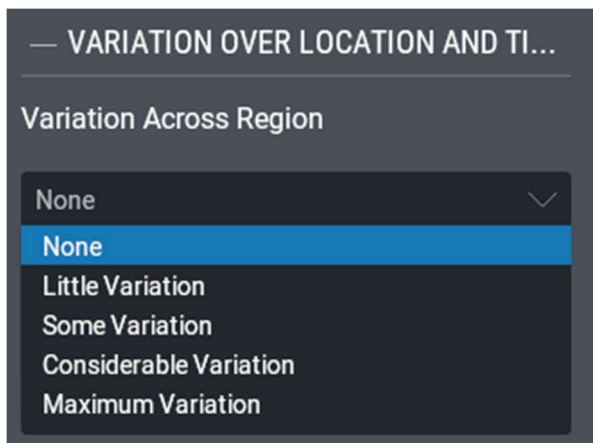 — VARIATION OVER LOCATION AND TI...
Variation Across Region
None
None
Little Variation
Some Variation
Considerable Variation
Maximum Variation